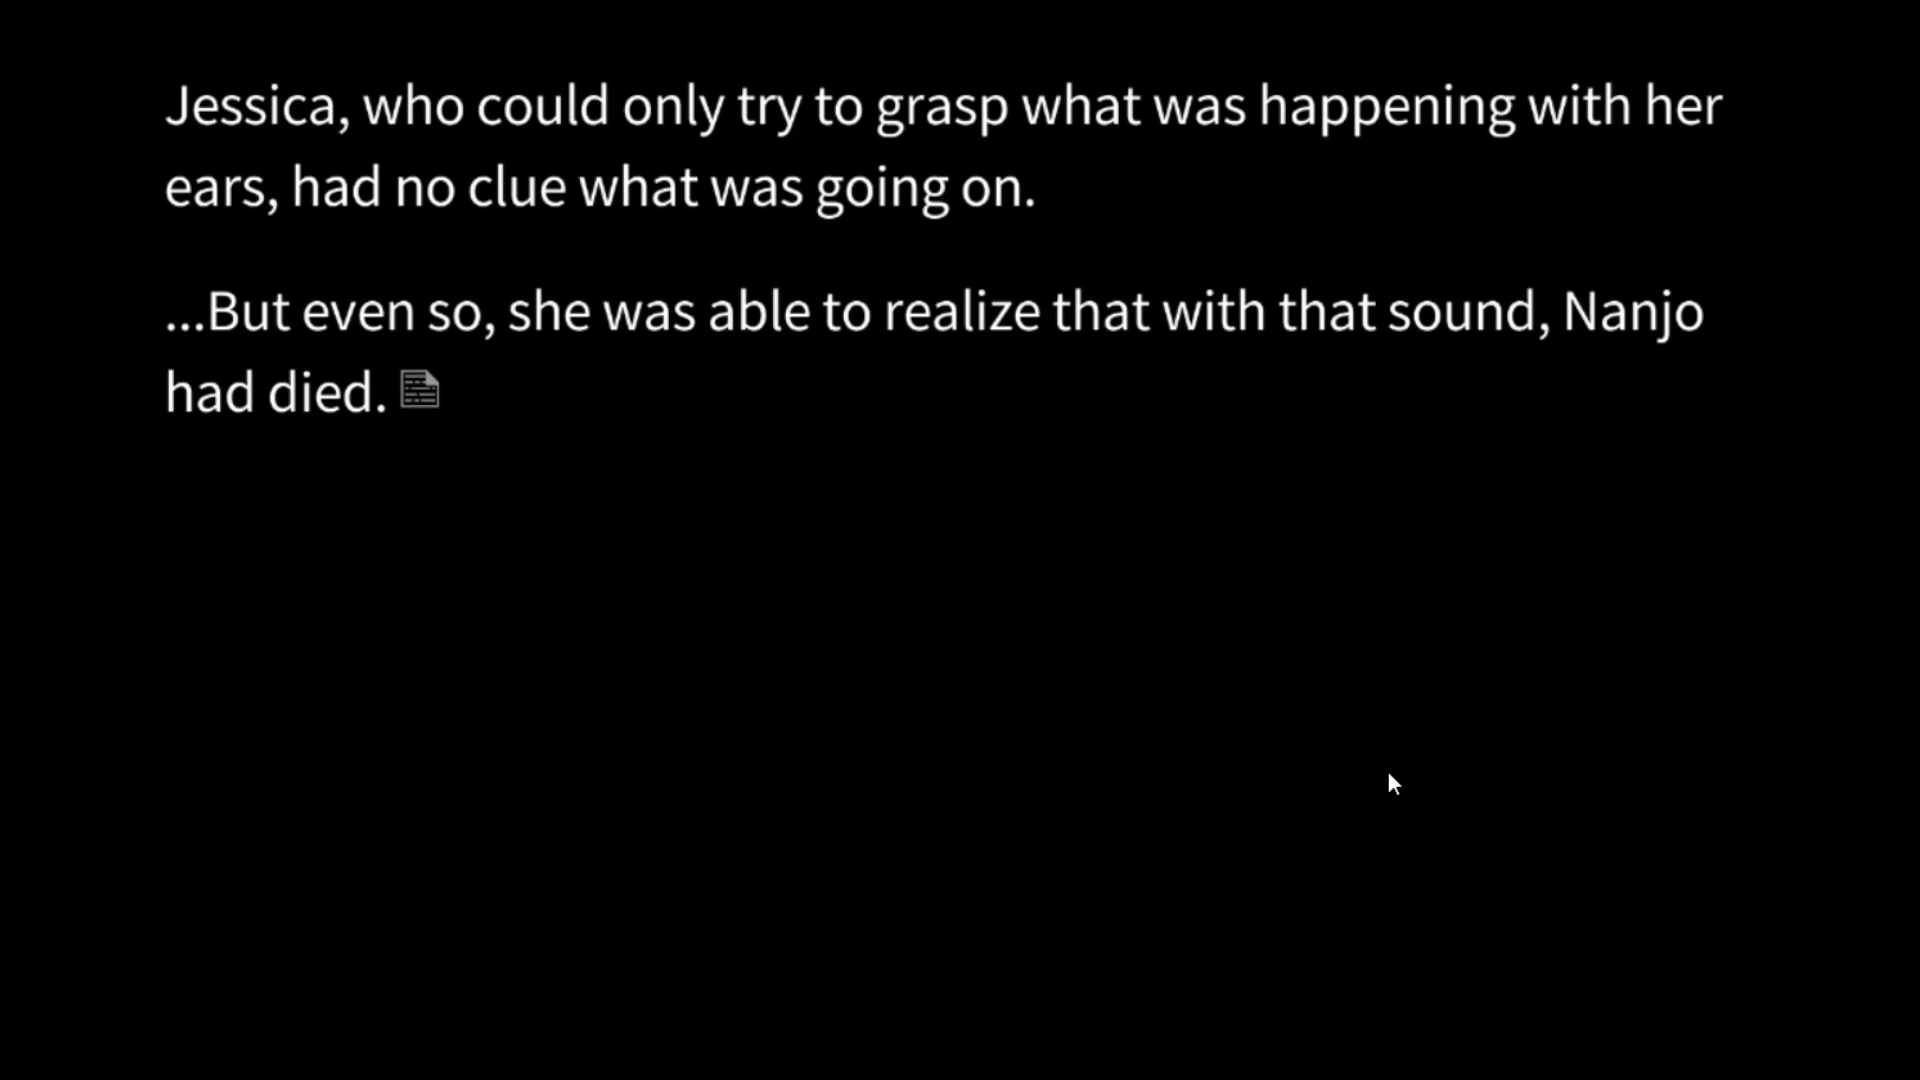 Jessica, who could only try to grasp what was happening with her
ears, had no clue what was going on.
...But even so, she was able to realize that with that sound, Nanjo
had died.